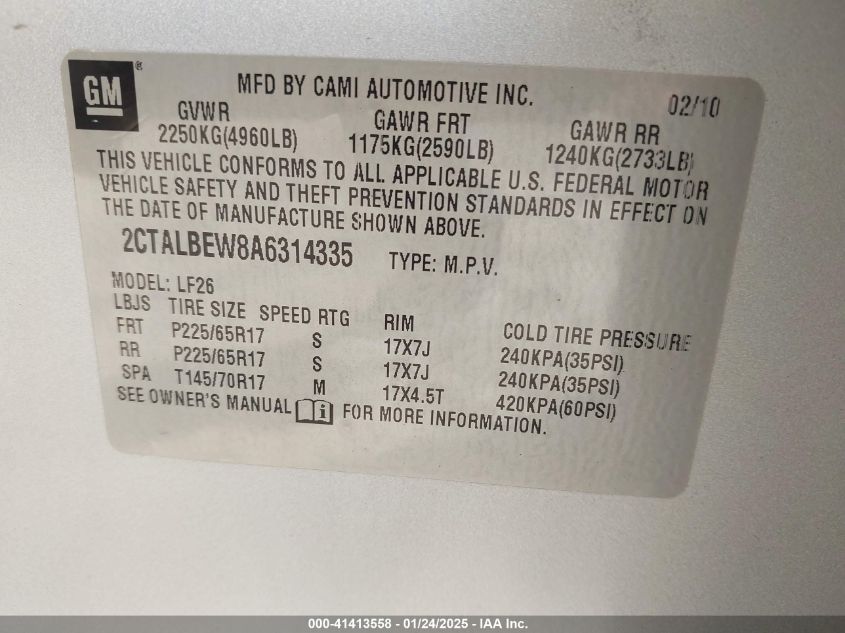 GM ®
MFD BY CAMI AUTOMOTIVE INC. 02/10
GVWR GAWR FRT GAWR RR
2250KG(4960LB) 1175KG(2590LB) 1240KG(2733LB)
THIS VEHICLE CONFORMS TO ALL APPLICABLE U.S. FEDERAL MOTOR
VEHICLE SAFETY AND THEFT PREVENTION STANDARDS IN EFFECT ON
THE DATE OF MANUFACTURE SHOWN ABOVE.
2CTALBEW8A6314335 TYPE: M.P.V.
MODEL: LF26
LBJS TIRE SIZE SPEED RTG RIM COLD TIRE PRESSURE
FRT P225/65R17 S 17X7J 240KPA(35PSI)
RR P225/65R17 S 17X7J 240KPA(35PSI)
SPA T145/70R17 M 17X4.5T 420KPA(60PSI)
SEE OWNER'S MANUAL i FOR MORE INFORMATION.
000-41413558 - 01/24/2025 - IAA Inc.